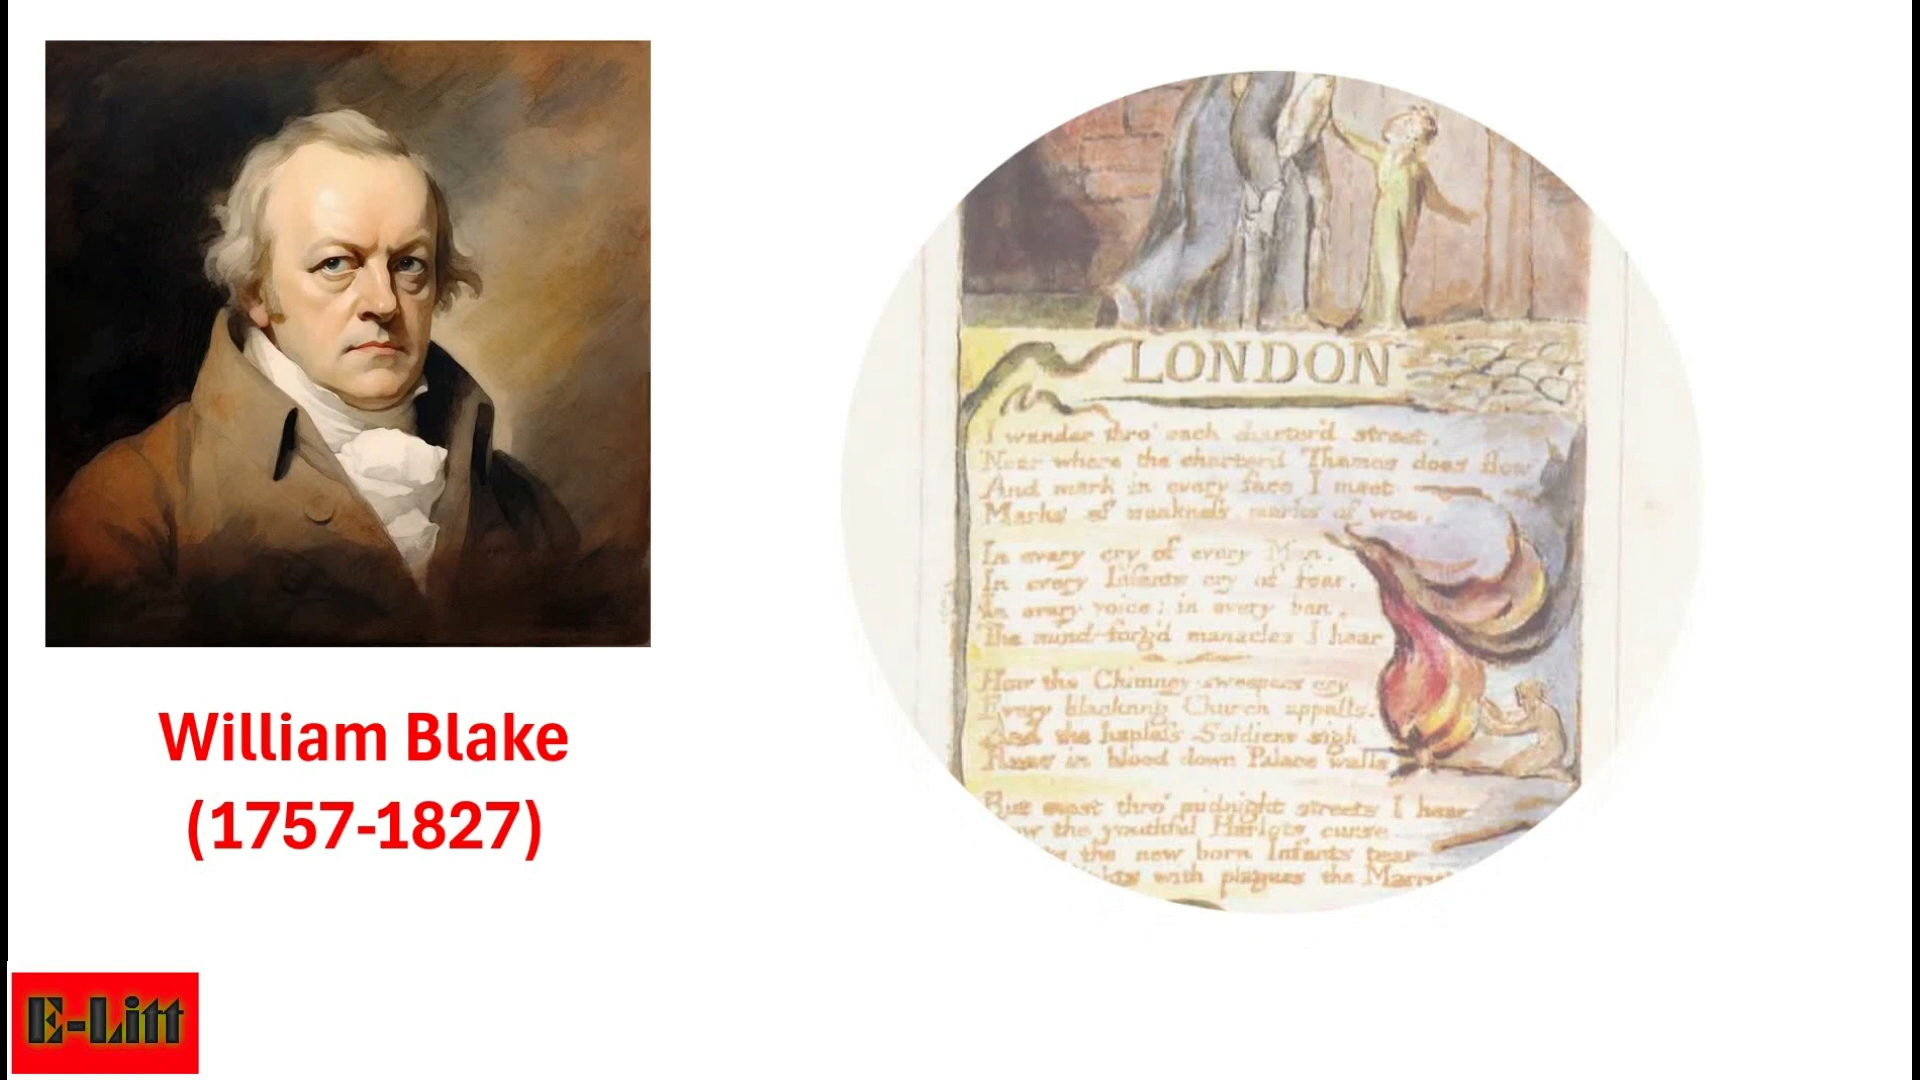 William Blake
(1757-1827)
E-Litt
LONDON
I wander thro' each charter'd street,
Near where the charter'd Thames does flow
And mark in every face I meet
Marks of weakness, marks of woe.
In every cry of every Man,
In every Infants cry of fear,
In every voice; in every ban,
The mind-forg'd manacles I hear
How the Chimney-sweepers cry
Every blackning Church appalls,
And the hapless Soldiers sigh
Runs in blood down Palace walls
But most thro' midnight streets I hear
the youthful Harlots curse
the new born Infants tear
with plagues the